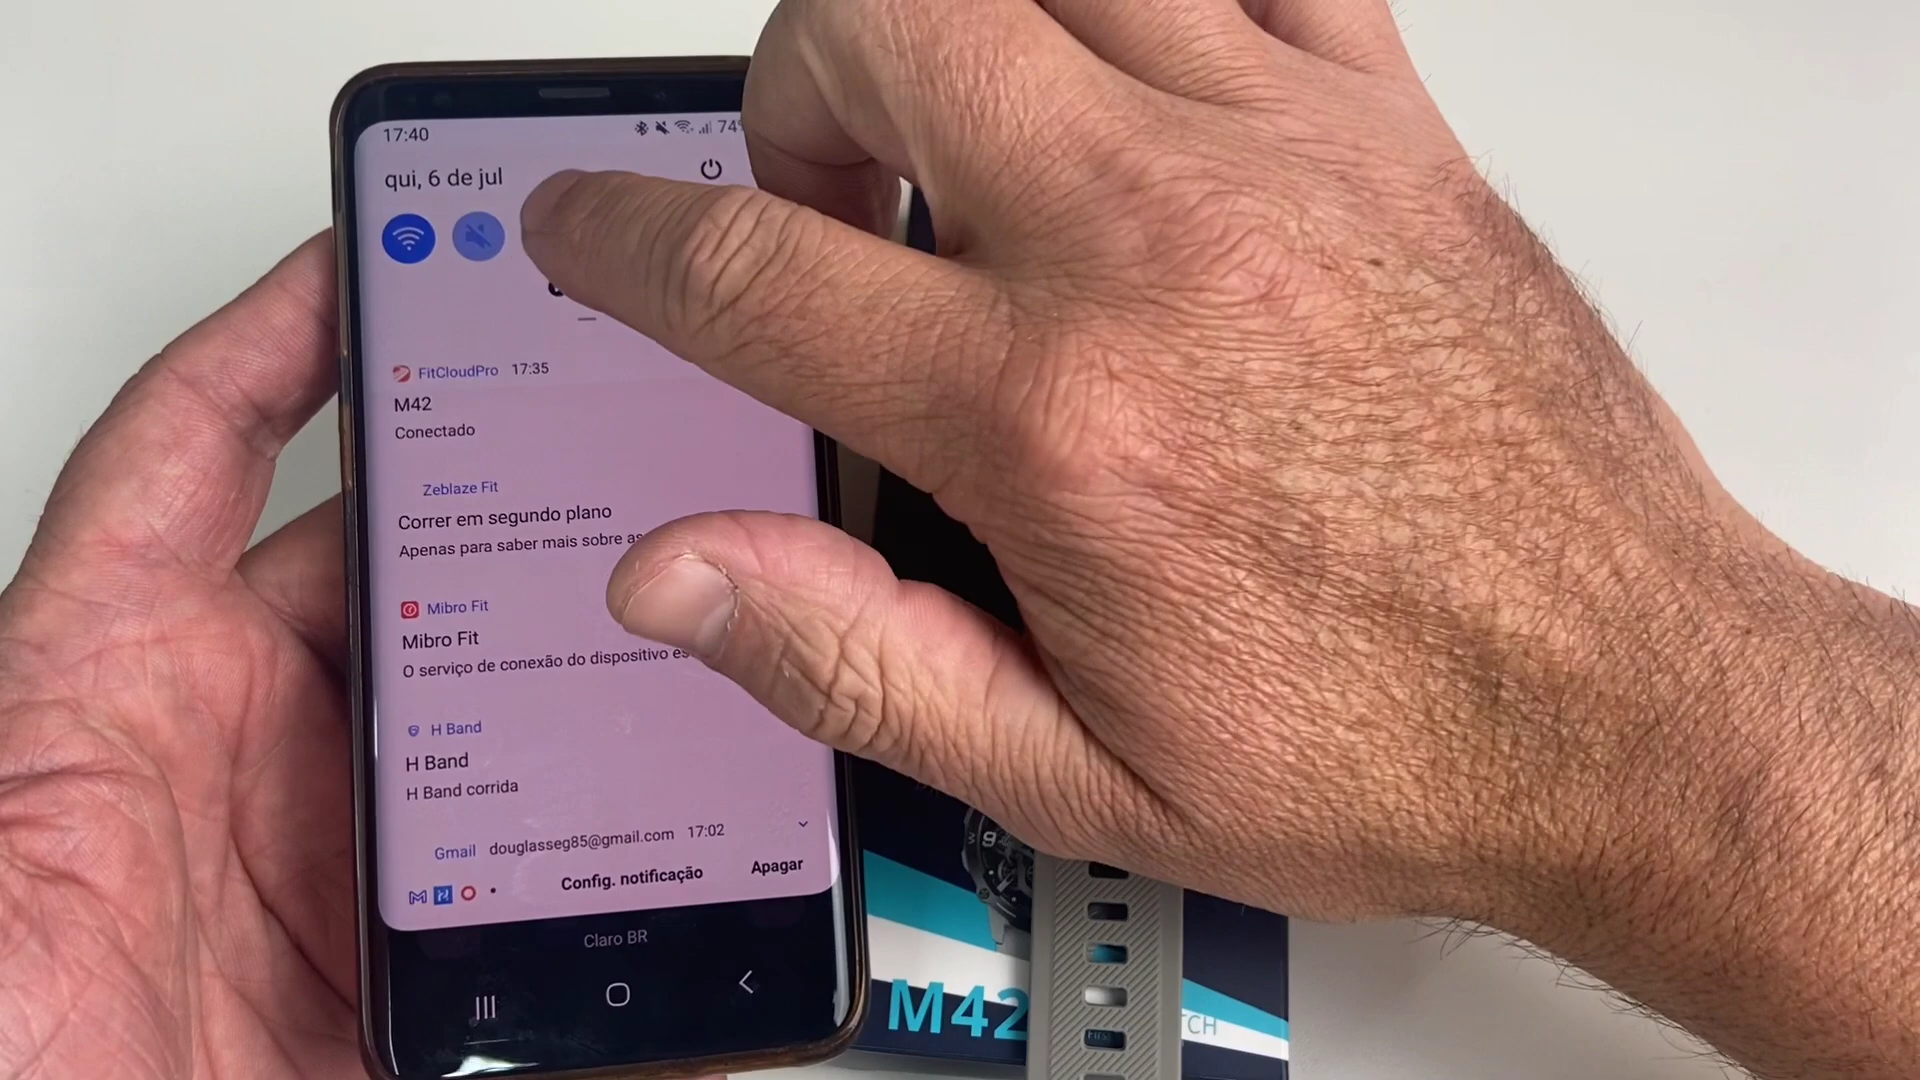 17:40
74
qui, 6 de jul
FitCloudPro 17:35
M42
Conectado
Zeblaze Fit
Correr em segundo plano
Apenas para saber mais sobre as
Mibro Fit
Mibro Fit
O serviço de conexão do dispositivo es
H Band
H Band
H Band corrida
Gmail douglasseg85@gmail.com 17:02
Config. notificação
Apagar
Claro BR
M42
TCH